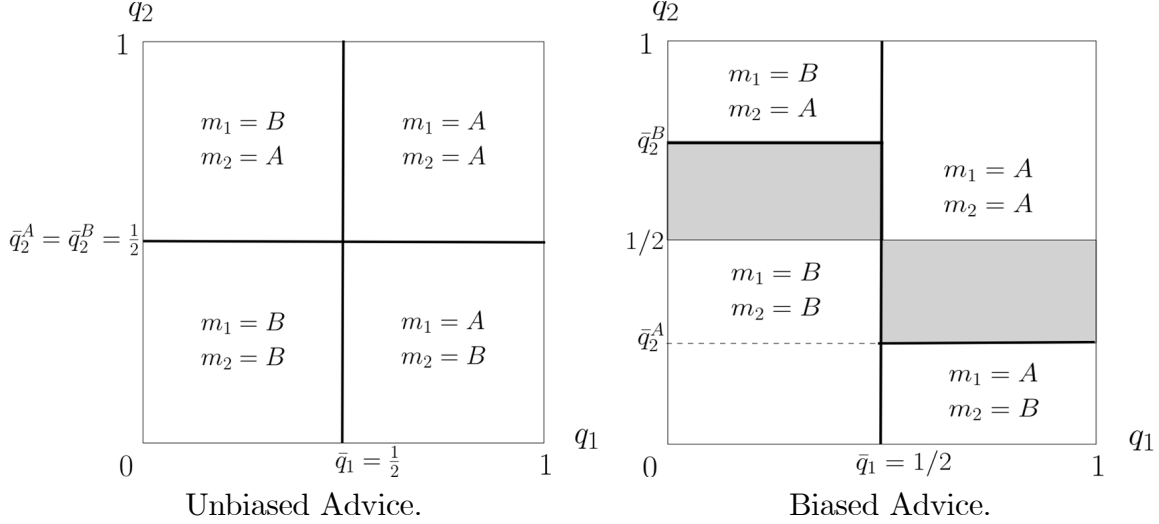 q₂
1
m₁ = B
m₂ = A
m₁ = A
m₂ = A
q̄₂ᴬ = q̄₂ᴮ = ½
m₁ = B
m₂ = B
m₁ = A
m₂ = B
q₁
0
q̄₁ = ½
1
Unbiased Advice.
q₂
1
m₁ = B
m₂ = A
q̄₂ᴮ
m₁ = A
m₂ = A
1/2
m₁ = B
m₂ = B
q̄₂ᴬ
m₁ = A
m₂ = B
q₁
0
q̄₁ = 1/2
1
Biased Advice.